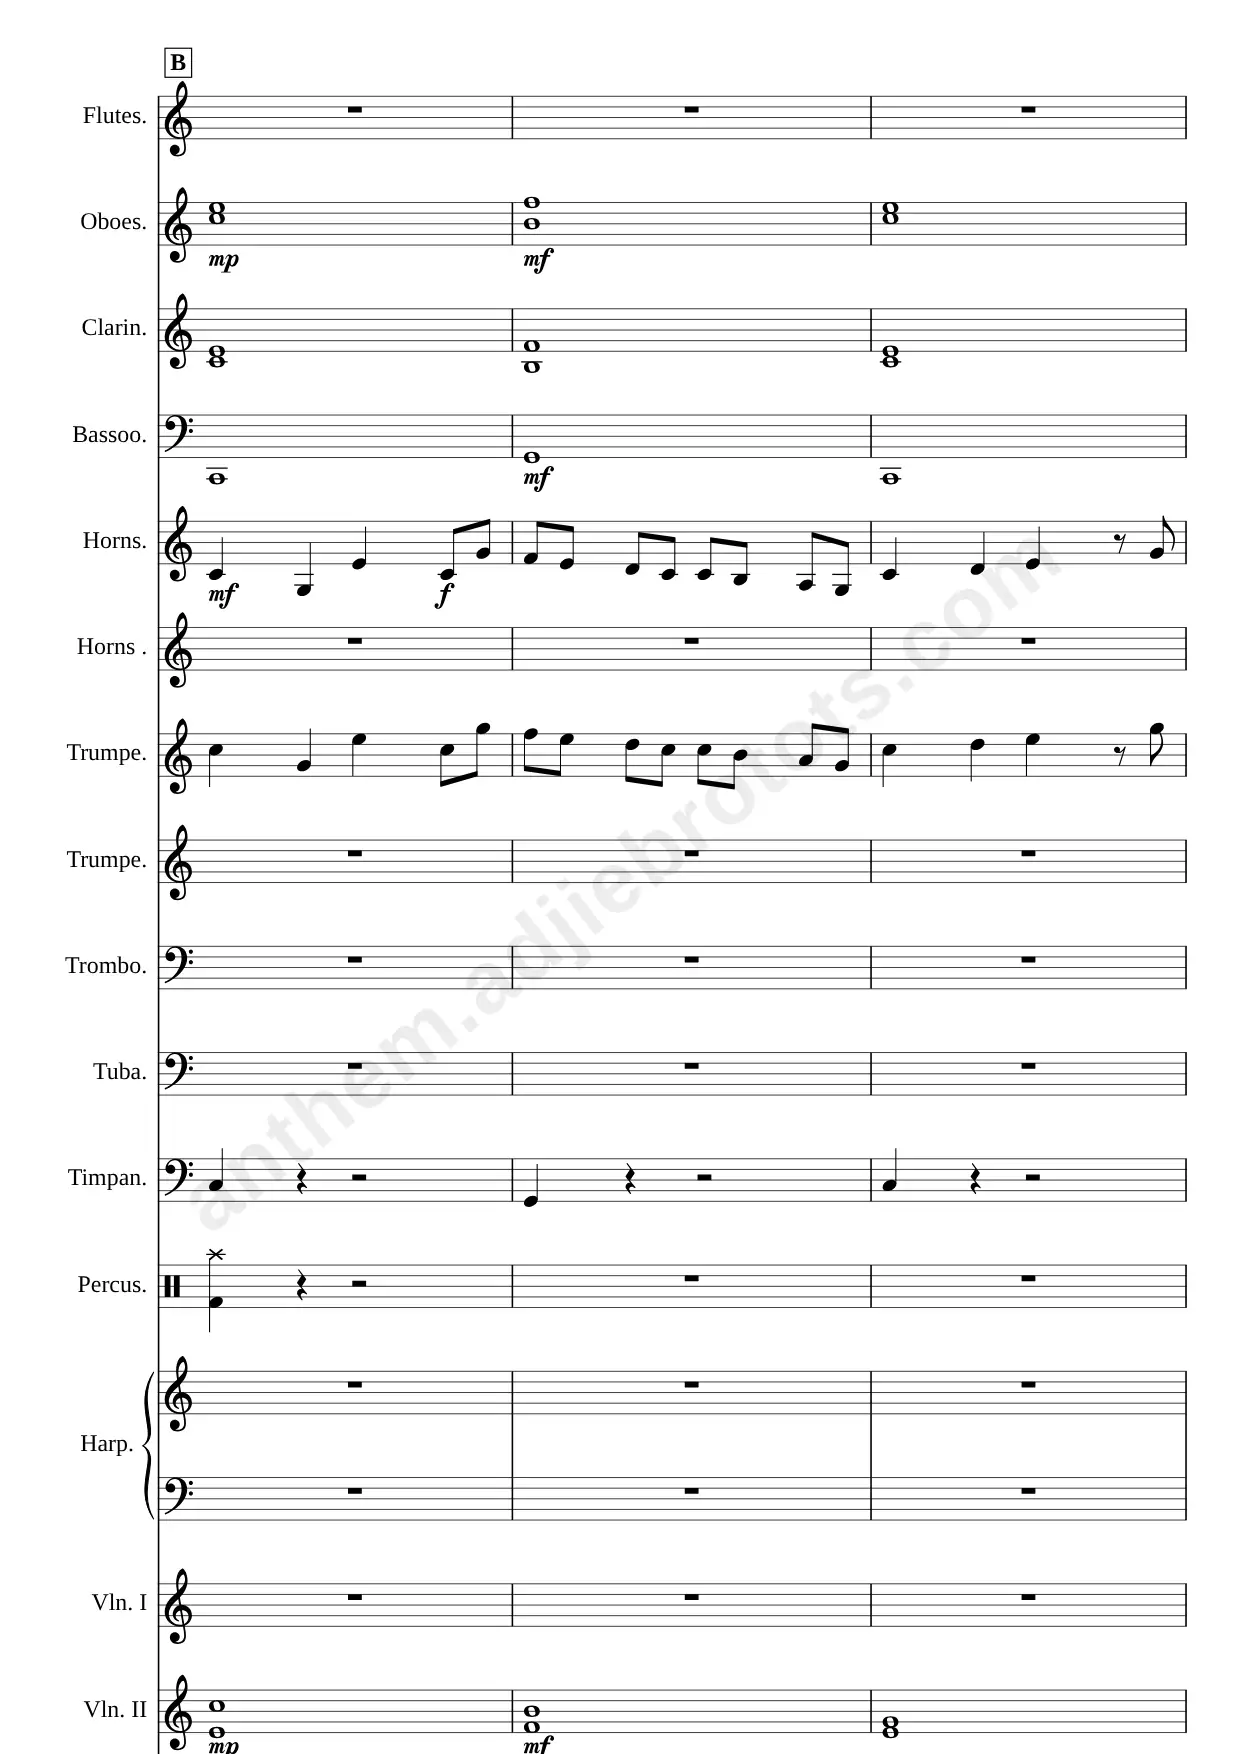 B
Flutes.
Oboes.
mp
mf
Clarin.
Bassoo.
mf
Horns.
mf
f
Horns .
Trumpe.
Trumpe.
Trombo.
Tuba.
Timpan.
Percus.
Harp.
Vln. I
Vln. II
mp
mf
anthem.adjiebrotots.com